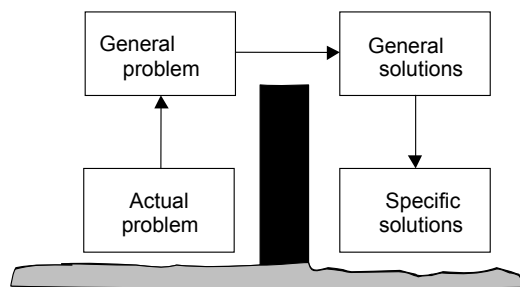 General
problem
General
solutions
Actual
problem
Specific
solutions